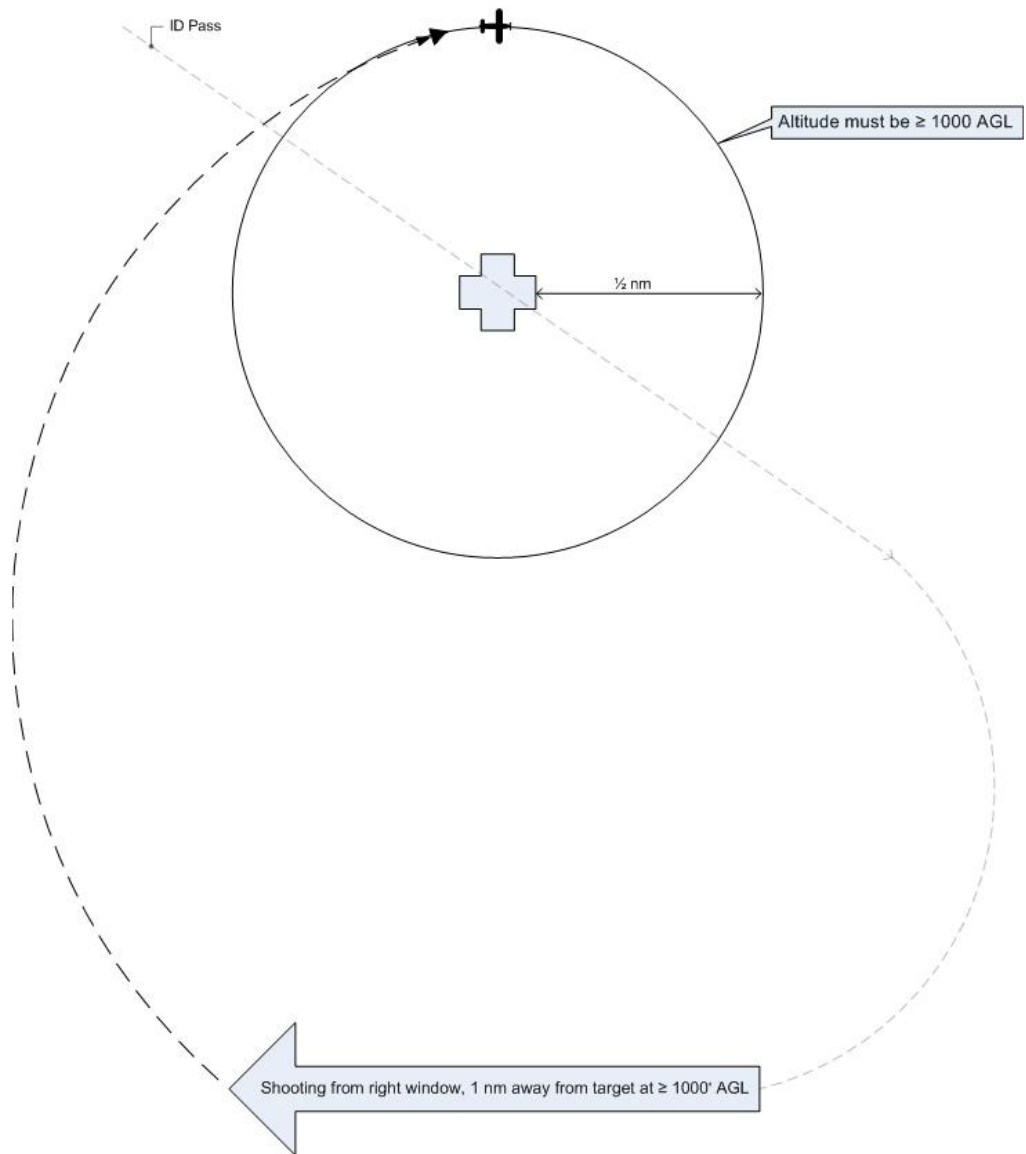 ID Pass
Altitude must be ≥ 1000 AGL
½ nm
Shooting from right window, 1 nm away from target at ≥ 1000' AGL